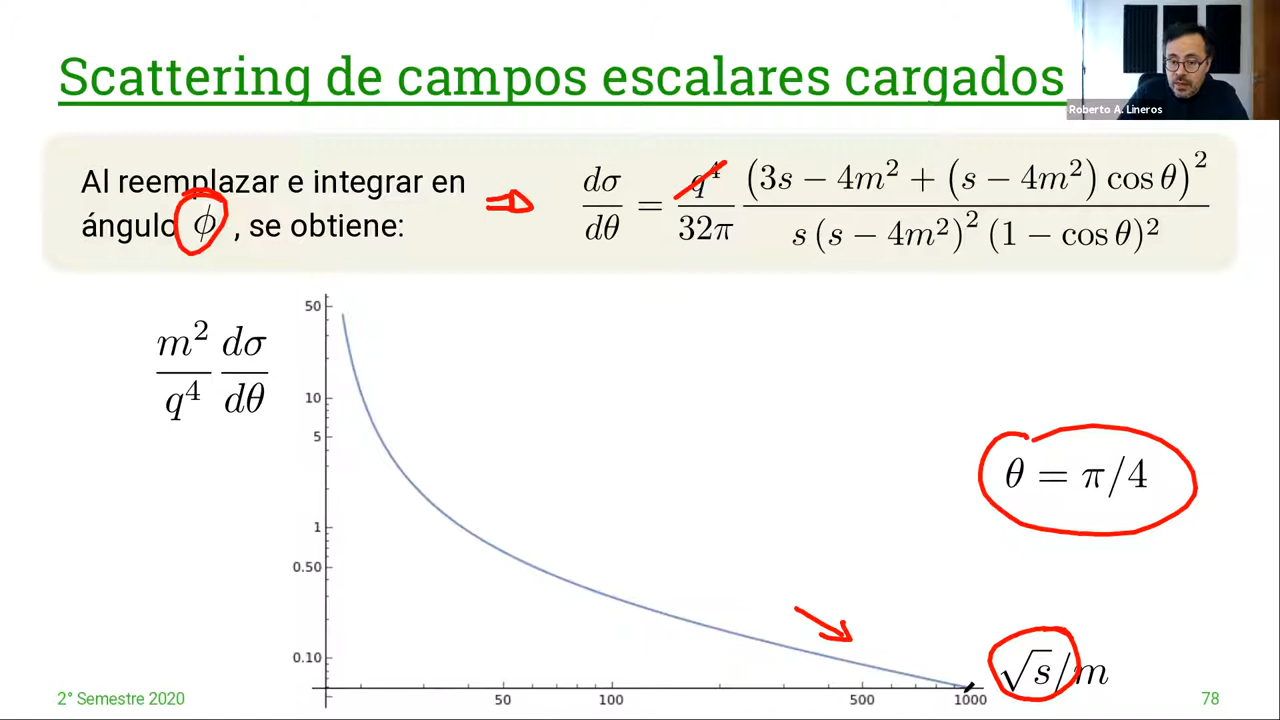 Scattering de campos escalares cargados
Roberto A. Lineros
Al reemplazar e integrar en
ángulo ϕ , se obtiene:
dσ/dθ = q⁴/32π (3s − 4m² + (s − 4m²) cos θ)² / s (s − 4m²)² (1 − cos θ)²
m²/q⁴ dσ/dθ
50
10
5
1
0.50
0.10
θ = π/4
√s/m
50 100 500 1000
2° Semestre 2020
78